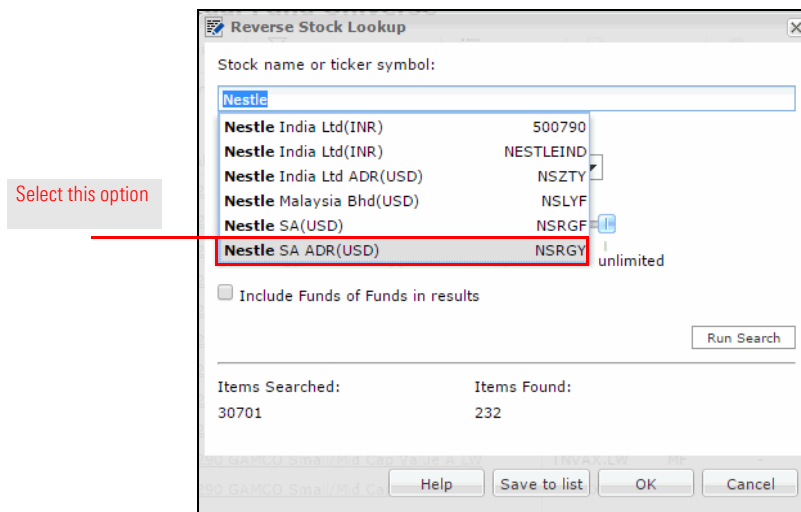 Reverse Stock Lookup
Stock name or ticker symbol:
Nestle
Nestle India Ltd(INR) 500790
Nestle India Ltd(INR) NESTLEIND
Nestle India Ltd ADR(USD) NSZTY
Nestle Malaysia Bhd(USD) NSLYF
Nestle SA(USD) NSRGF
Nestle SA ADR(USD) NSRGY
Select this option
unlimited
Include Funds of Funds in results
Run Search
Items Searched: Items Found:
30701 232
Help Save to list OK Cancel